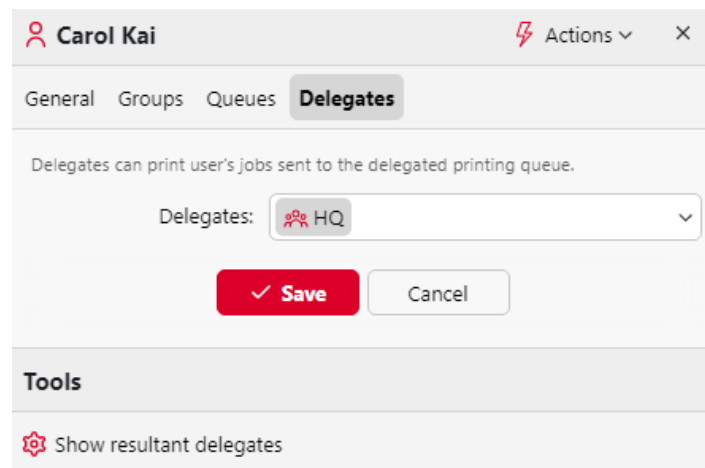 Carol Kai Actions
General Groups Queues Delegates
Delegates can print user's jobs sent to the delegated printing queue.
Delegates: HQ
Save Cancel
Tools
Show resultant delegates